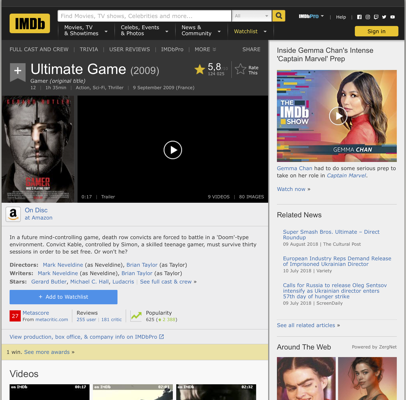 IMDb
Find Movies, TV shows, Celebrities and more...
All
IMDbPro
Help
Movies, TV & Showtimes
Celebs, Events & Photos
News & Community
Watchlist
Sign in
FULL CAST AND CREW | TRIVIA | USER REVIEWS | IMDbPro | MORE
SHARE
Ultimate Game (2009)
Gamer (original title)
12 | 1h 35min | Action, Sci-Fi, Thriller | 9 September 2009 (France)
5,8
Rate This
GAMER
0:17 | Trailer
9 VIDEOS | 80 IMAGES
a
On Disc
at Amazon
In a future mind-controlling game, death row convicts are forced to battle in a 'Doom'-type
environment. Convict Kable, controlled by Simon, a skilled teenage gamer, must survive thirty
sessions in order to be set free. Or won't he?
Directors: Mark Neveldine (as Neveldine), Brian Taylor (as Taylor)
Writers: Mark Neveldine (as Neveldine), Brian Taylor (as Taylor)
Stars: Gerard Butler, Michael C. Hall, Ludacris | See full cast & crew »
+ Add to Watchlist
27
Metascore
From metacritic.com
Reviews
255 user | 181 critic
Popularity
View production, box office, & company info on IMDbPro
1 win. See more awards »
Videos
00:17
02:32
02:32
Inside Gemma Chan's Intense
'Captain Marvel' Prep
THE
IMDb
SHOW
GEMMA CHAN
Gemma Chan had to do some serious prep to
take on her role in Captain Marvel.
Watch now »
Related News
Super Smash Bros. Ultimate – Direct
Roundup
09 August 2018 | The Cultural Post
European Industry Reps Demand Release
of Imprisoned Ukrainian Director
10 July 2018 | Variety
Calls for Russia to release Oleg Sentsov
intensify as Ukrainian director enters
57th day of hunger strike
09 July 2018 | ScreenDaily
See all related articles »
Around The Web
Powered by ZergNet